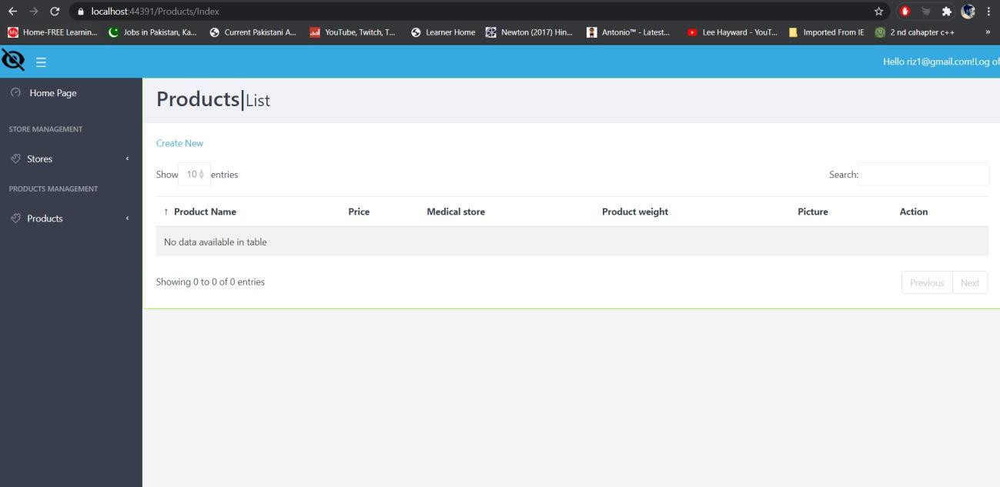 localhost:44391/Products/Index
Home-FREE Learnin... Jobs in Pakistan, Ka... Current Pakistani A... YouTube, Twitch, T... Learner Home Newton (2017) Hin... Antonio™ - Latest... Lee Hayward - YouT... Imported From IE 2 nd cahapter c++ »
Hello riz1@gmail.com!Log of
Home Page
STORE MANAGEMENT
Stores
PRODUCTS MANAGEMENT
Products
Products|List
Create New
Show 10 entries Search:
↑ Product Name Price Medical store Product weight Picture Action
No data available in table
Showing 0 to 0 of 0 entries Previous Next